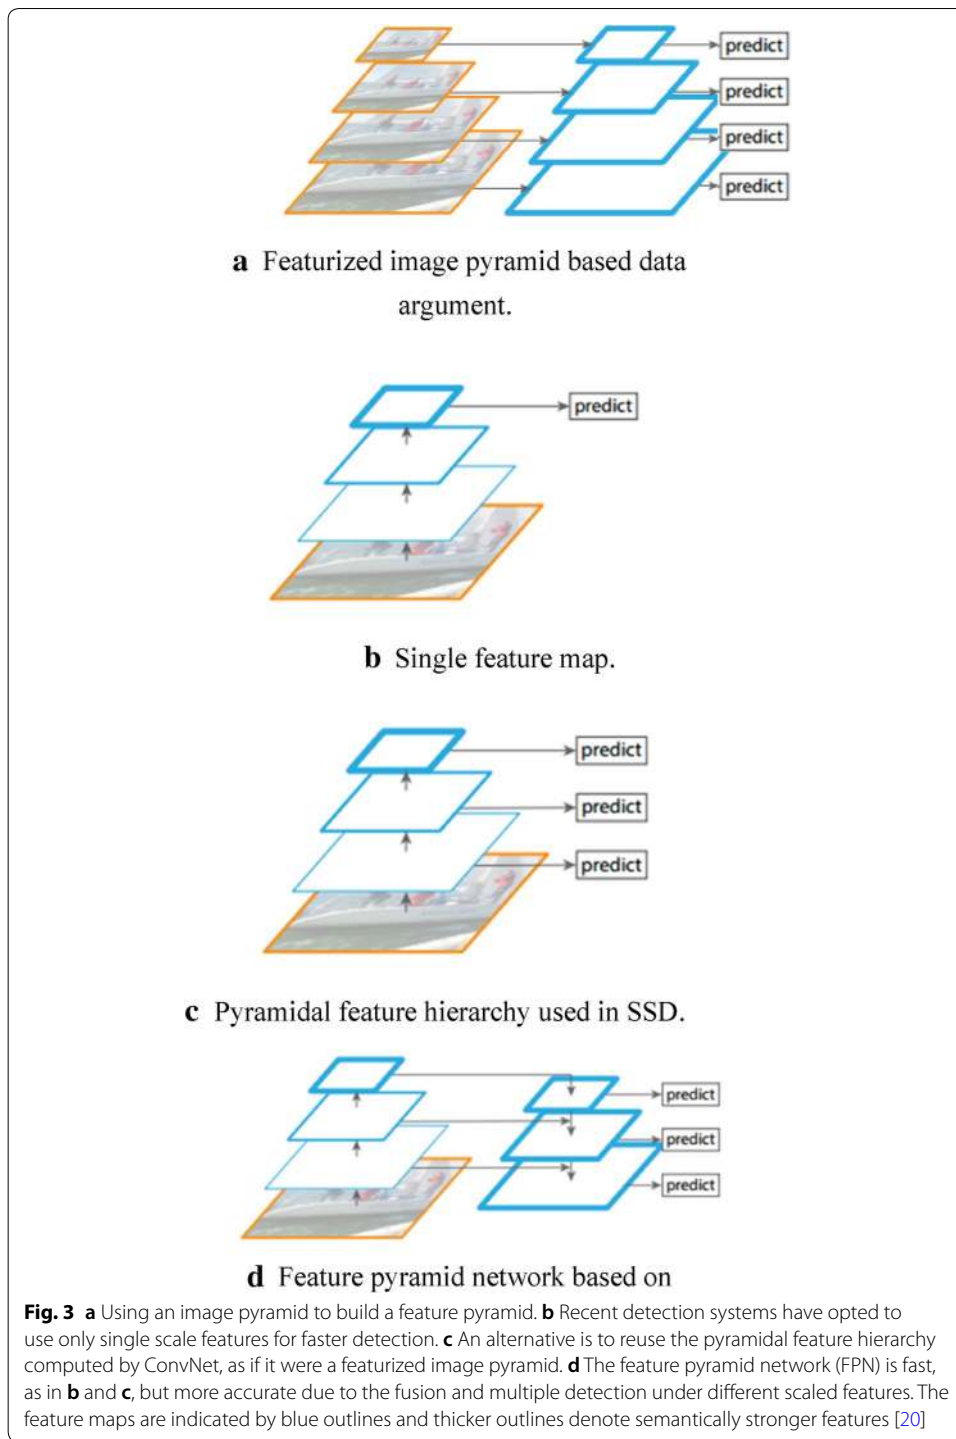 predict
predict
predict
predict
a Featurized image pyramid based data
argument.
predict
b Single feature map.
predict
predict
predict
c Pyramidal feature hierarchy used in SSD.
predict
predict
predict
d Feature pyramid network based on
Fig. 3 a Using an image pyramid to build a feature pyramid. b Recent detection systems have opted to
use only single scale features for faster detection. c An alternative is to reuse the pyramidal feature hierarchy
computed by ConvNet, as if it were a featurized image pyramid. d The feature pyramid network (FPN) is fast,
as in b and c, but more accurate due to the fusion and multiple detection under different scaled features. The
feature maps are indicated by blue outlines and thicker outlines denote semantically stronger features [20]